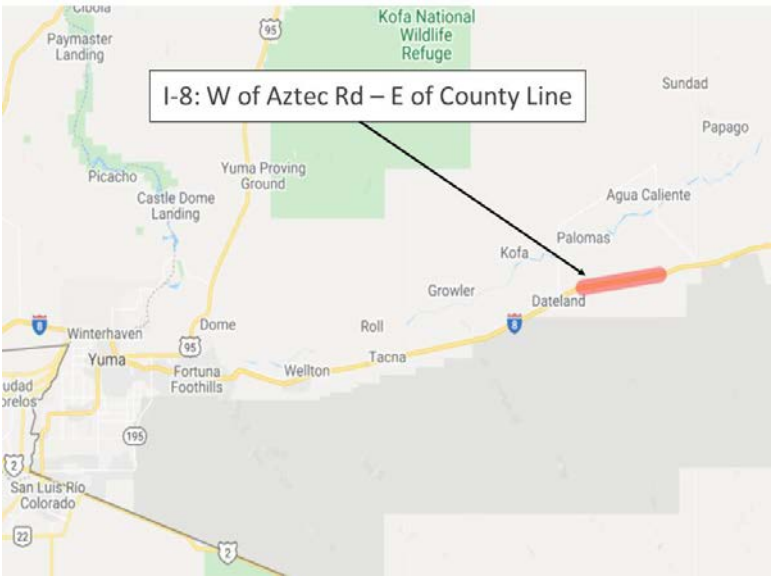 Cibola
Paymaster
Landing
95
Kofa National
Wildlife
Refuge
I-8: W of Aztec Rd – E of County Line
Sundad
Papago
Picacho
Yuma Proving
Ground
Castle Dome
Landing
Agua Caliente
Palomas
Kofa
Growler
Dateland
8
Winterhaven
Dome
Roll
8
95
Yuma
Tacna
Fortuna
Foothills
Wellton
udad
orelos
195
2
San Luis Río
Colorado
22
2